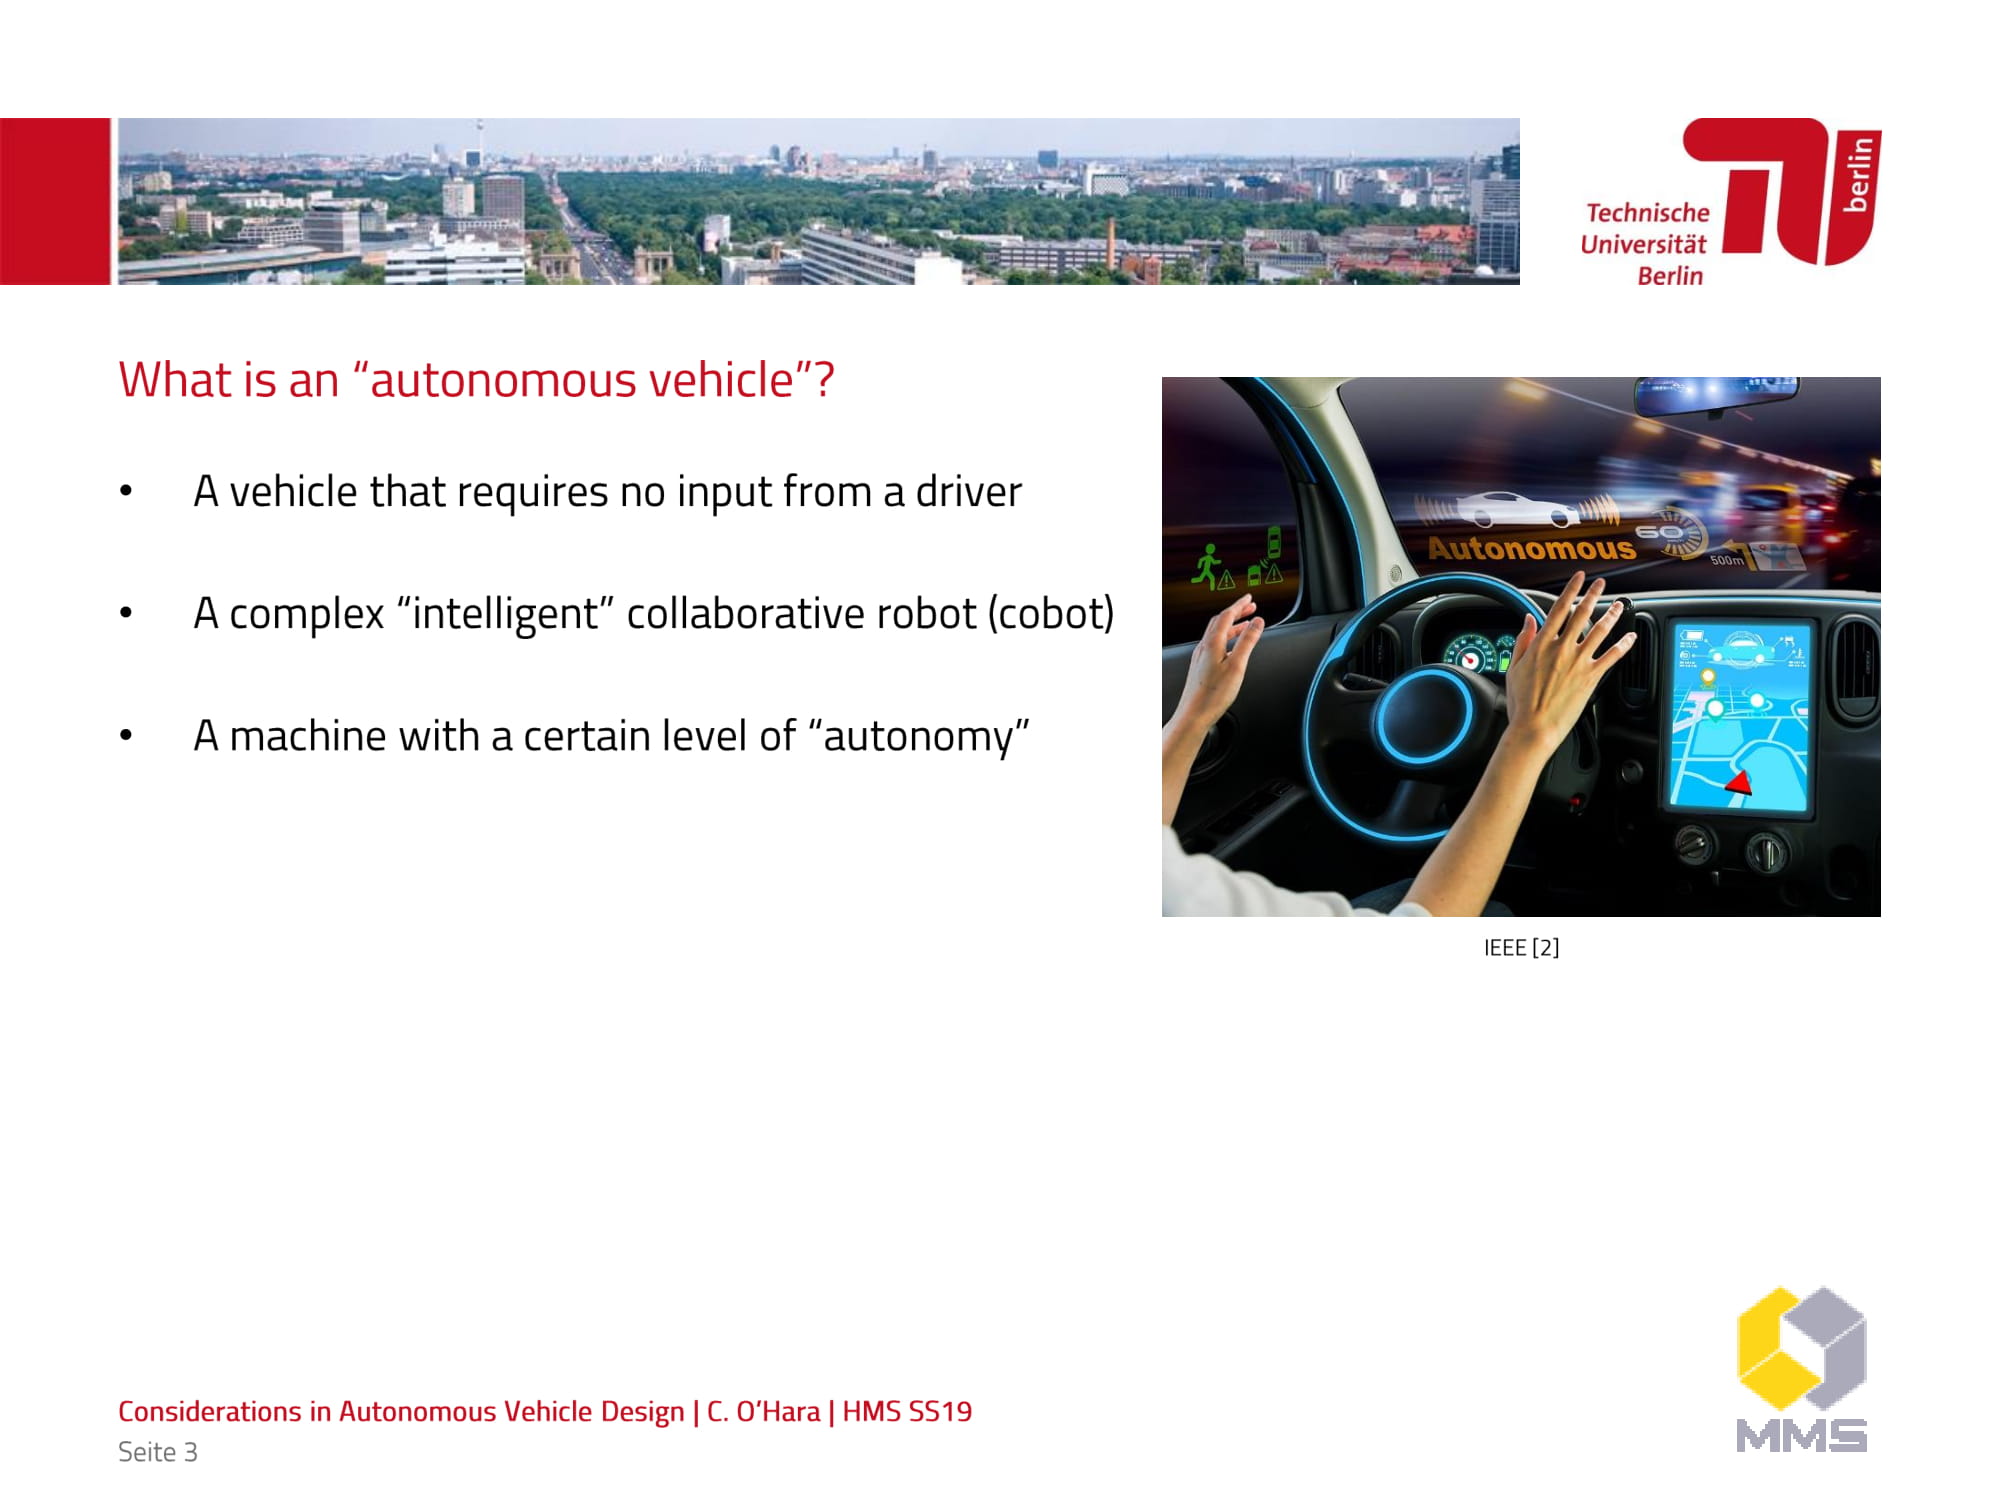 Technische
Universität
Berlin
berlin
What is an “autonomous vehicle”?
• A vehicle that requires no input from a driver
• A complex “intelligent” collaborative robot (cobot)
• A machine with a certain level of “autonomy”
Autonomous
60
500m
IEEE [2]
Considerations in Autonomous Vehicle Design | C. O’Hara | HMS SS19
Seite 3
MMS